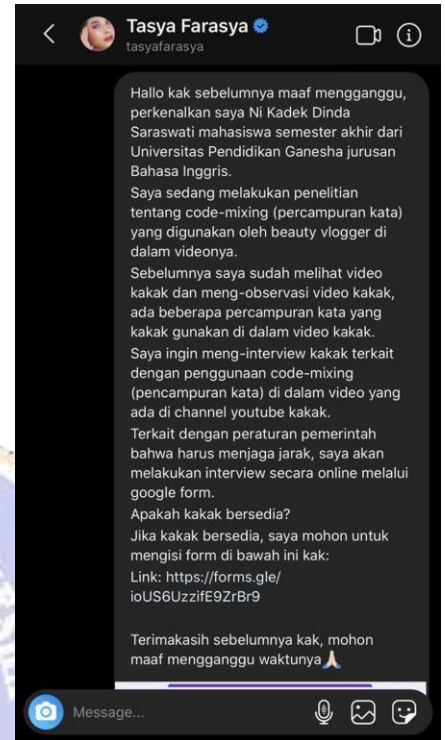 Tasya Farasya
tasyafarasya
Hallo kak sebelumnya maaf mengganggu,
perkenalkan saya Ni Kadek Dinda
Saraswati mahasiswa semester akhir dari
Universitas Pendidikan Ganesha jurusan
Bahasa Inggris.
Saya sedang melakukan penelitian
tentang code-mixing (percampuran kata)
yang digunakan oleh beauty vlogger di
dalam videonya.
Sebelumnya saya sudah melihat video
kakak dan meng-observasi video kakak,
ada beberapa percampuran kata yang
kakak gunakan di dalam video kakak.
Saya ingin meng-interview kakak terkait
dengan penggunaan code-mixing
(pencampuran kata) di dalam video yang
ada di channel youtube kakak.
Terkait dengan peraturan pemerintah
bahwa harus menjaga jarak, saya akan
melakukan interview secara online melalui
google form.
Apakah kakak bersedia?
Jika kakak bersedia, saya mohon untuk
mengisi form di bawah ini kak:
Link: https://forms.gle/
ioUS6UzzifE9ZrBr9
Terimakasih sebelumnya kak, mohon
maaf mengganggu waktunya🙏🏻
Message...